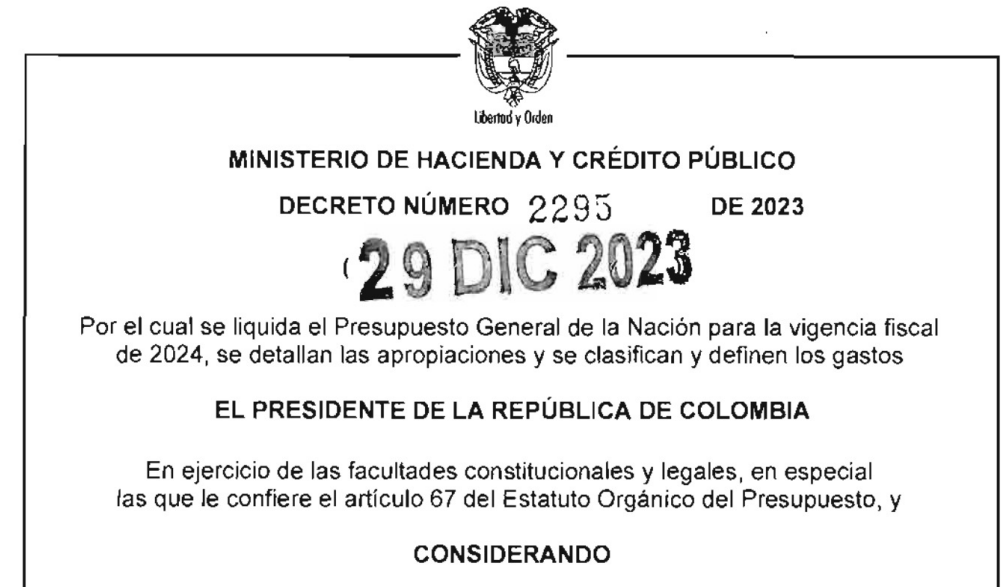 Libertad y Orden
MINISTERIO DE HACIENDA Y CRÉDITO PÚBLICO
DECRETO NÚMERO 2295 DE 2023
( 29 DIC 2023
Por el cual se liquida el Presupuesto General de la Nación para la vigencia fiscal
de 2024, se detallan las apropiaciones y se clasifican y definen los gastos
EL PRESIDENTE DE LA REPÚBLICA DE COLOMBIA
En ejercicio de las facultades constitucionales y legales, en especial
las que le confiere el artículo 67 del Estatuto Orgánico del Presupuesto, y
CONSIDERANDO